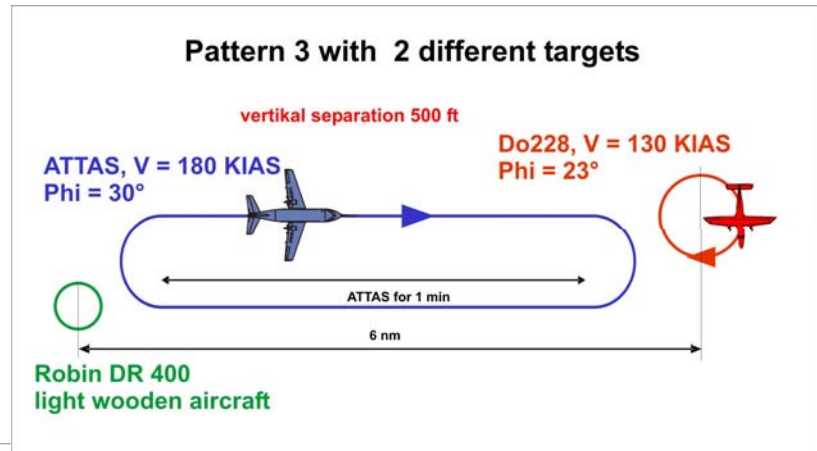 Pattern 3 with 2 different targets
vertikal separation 500 ft
Do228, V = 130 KIAS
Phi = 23°
ATTAS, V = 180 KIAS
Phi = 30°
ATTAS for 1 min
6 nm
Robin DR 400
light wooden aircraft